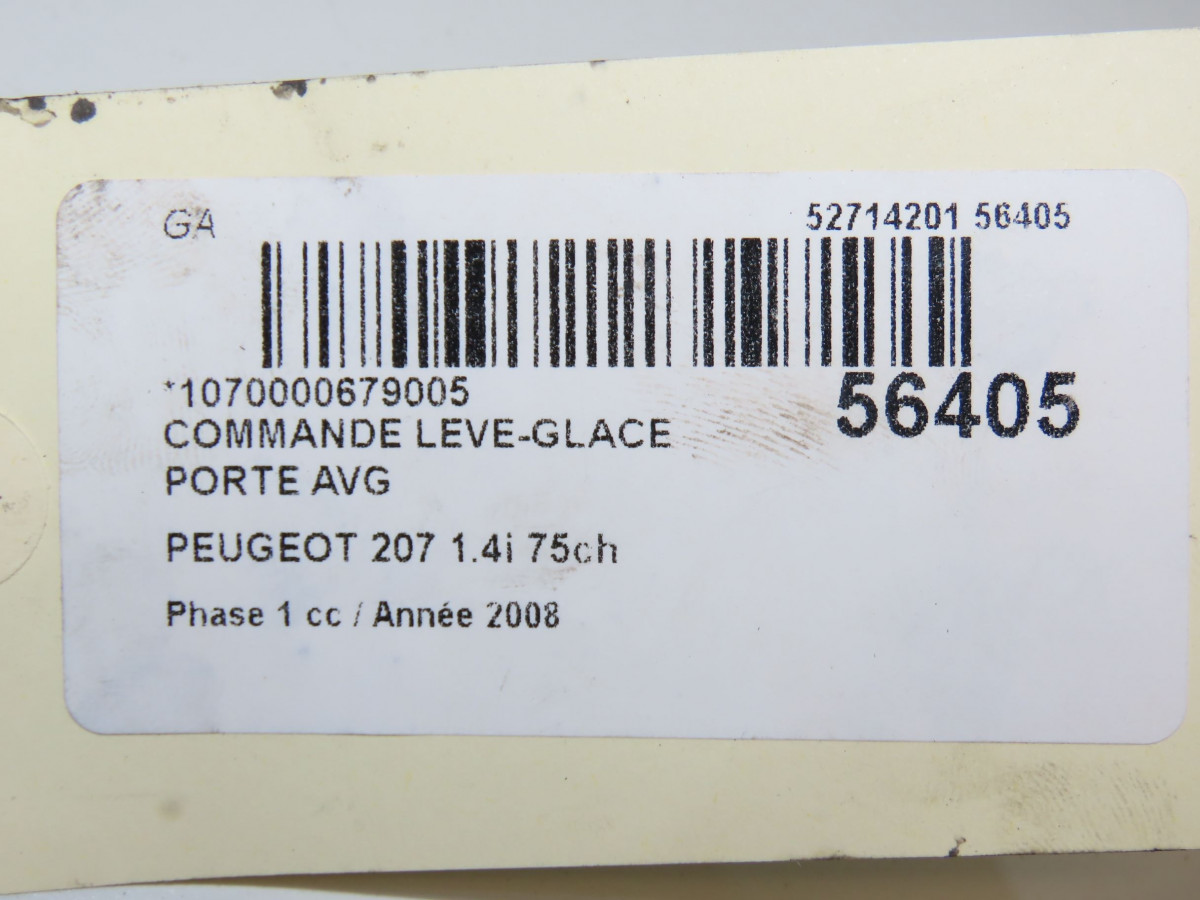 GA
52714201 56405
*1070000679005
56405
COMMANDE LEVE-GLACE
PORTE AVG
PEUGEOT 207 1.4i 75ch
Phase 1 cc / Année 2008